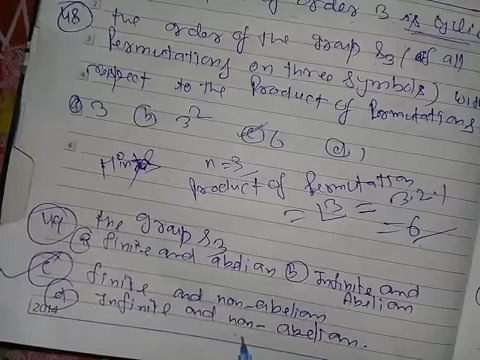 of order 3 is cyclic
48 the order of the group S3 (of all
Permutations on three symbols) with
respect to the Product of Permutations
a 3 b 3² c 6 d 1
Hint n=3
product of Permutation
= ⌊3 = 3.2.1
= 6
49 the group S3
a finite and abelian b Infinite and
Abelian
c finite and non-abelian
d Infinite and non-abelian.
2014